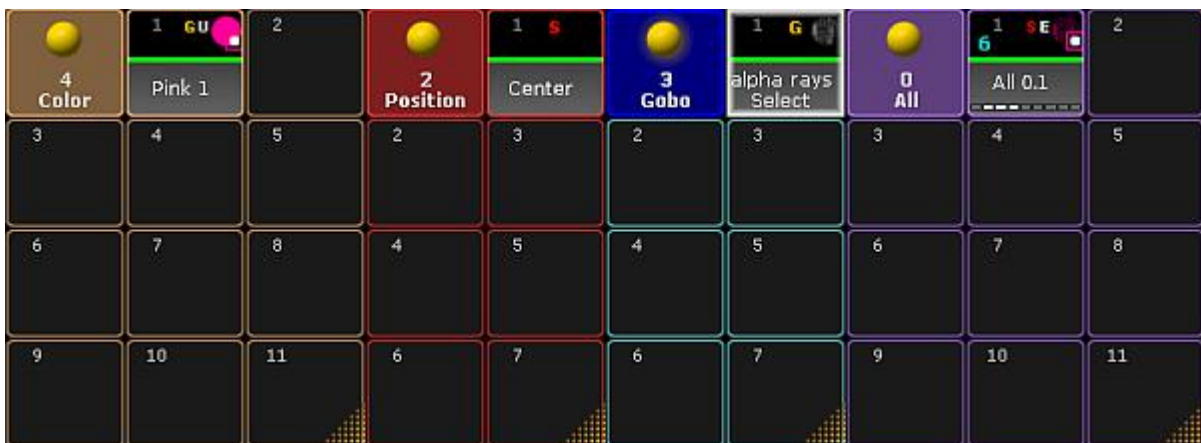 1 GU 2 1 S 1 G 1 S E 2
6
4 Color Pink 1 2 Position Center 3 Gobo alpha rays Select 0 All All 0.1
3 4 5 2 3 2 3 3 4 5
6 7 8 4 5 4 5 6 7 8
9 10 11 6 7 6 7 9 10 11